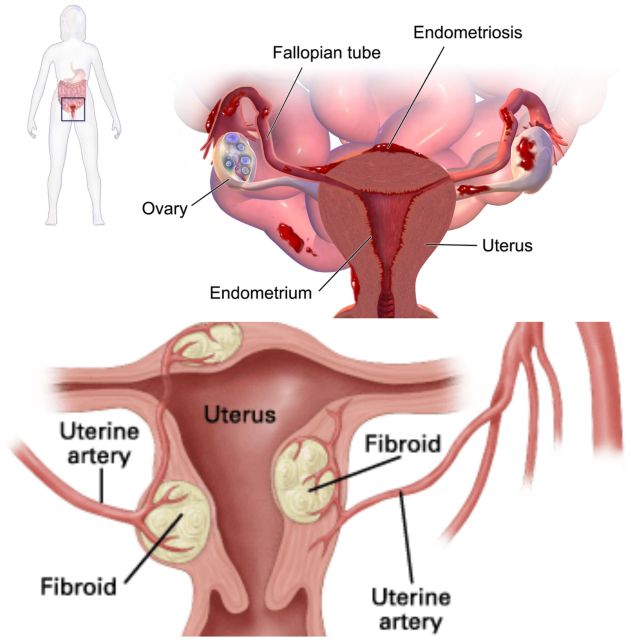 Endometriosis
Fallopian tube
Ovary
Uterus
Endometrium
Uterus
Uterine
artery
Fibroid
Fibroid
Uterine
artery